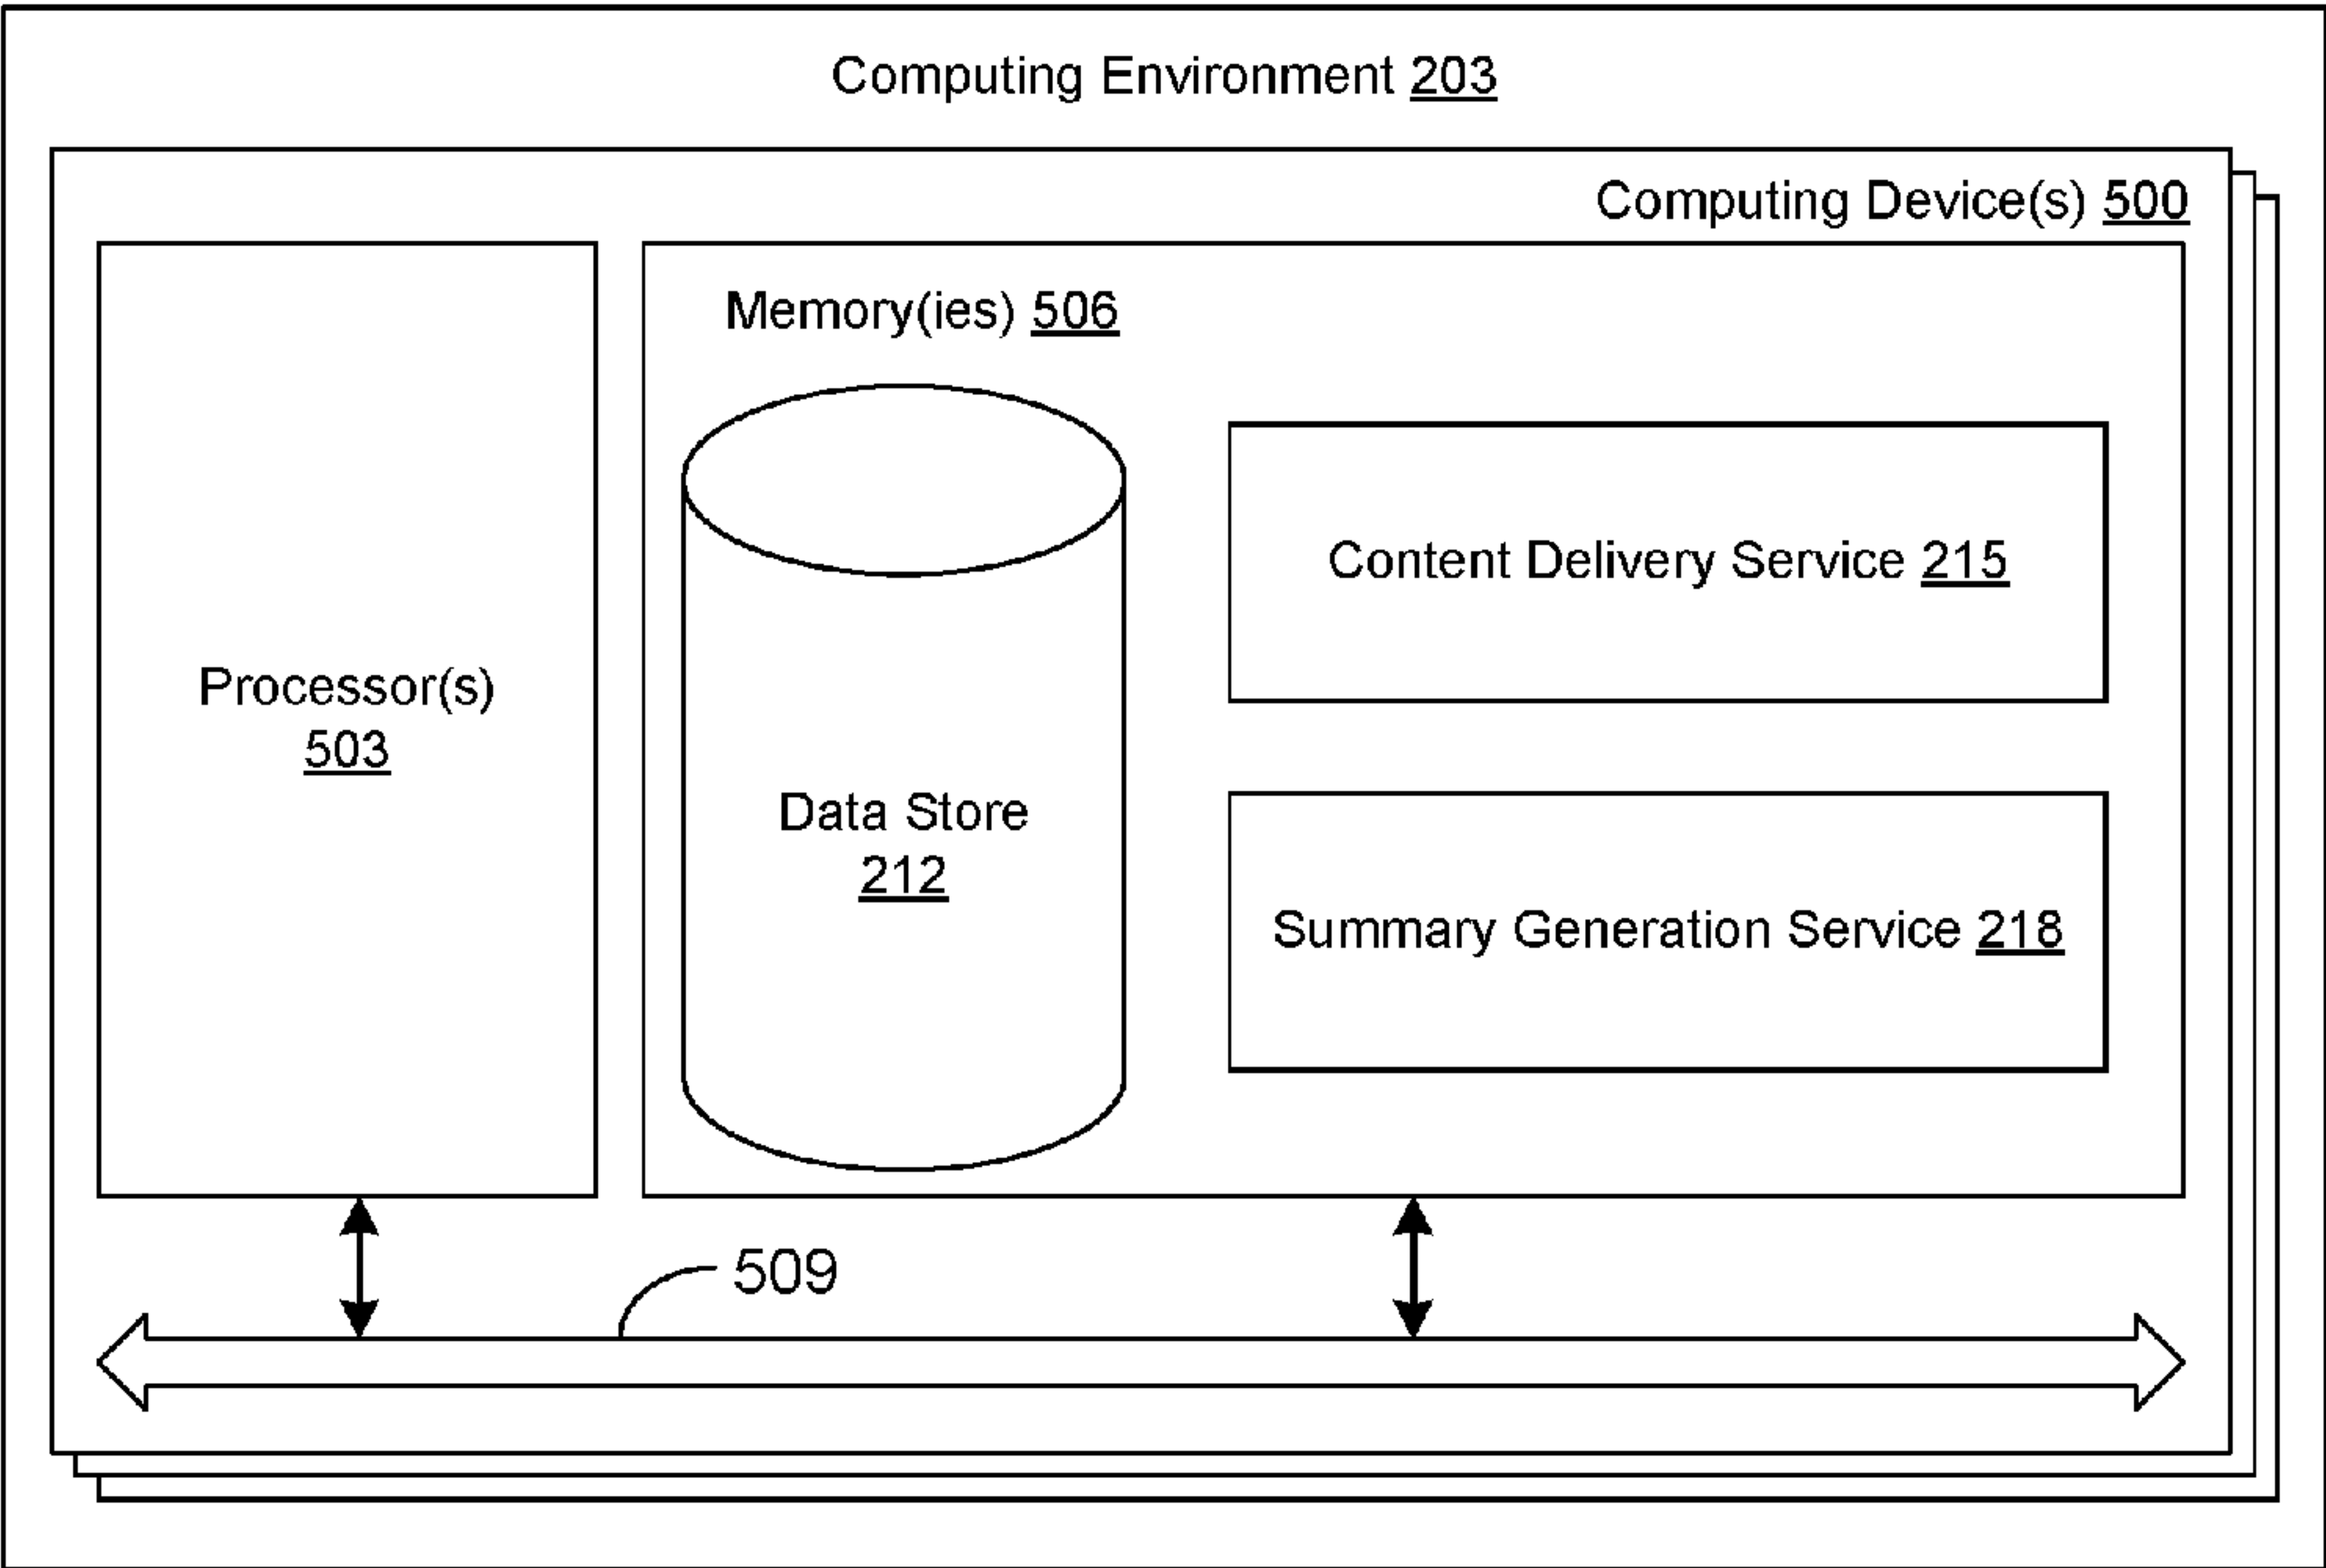 Computing Environment 203
Computing Device(s) 500
Memory(ies) 506
Content Delivery Service 215
Processor(s)
503
Data Store
212
Summary Generation Service 218
509